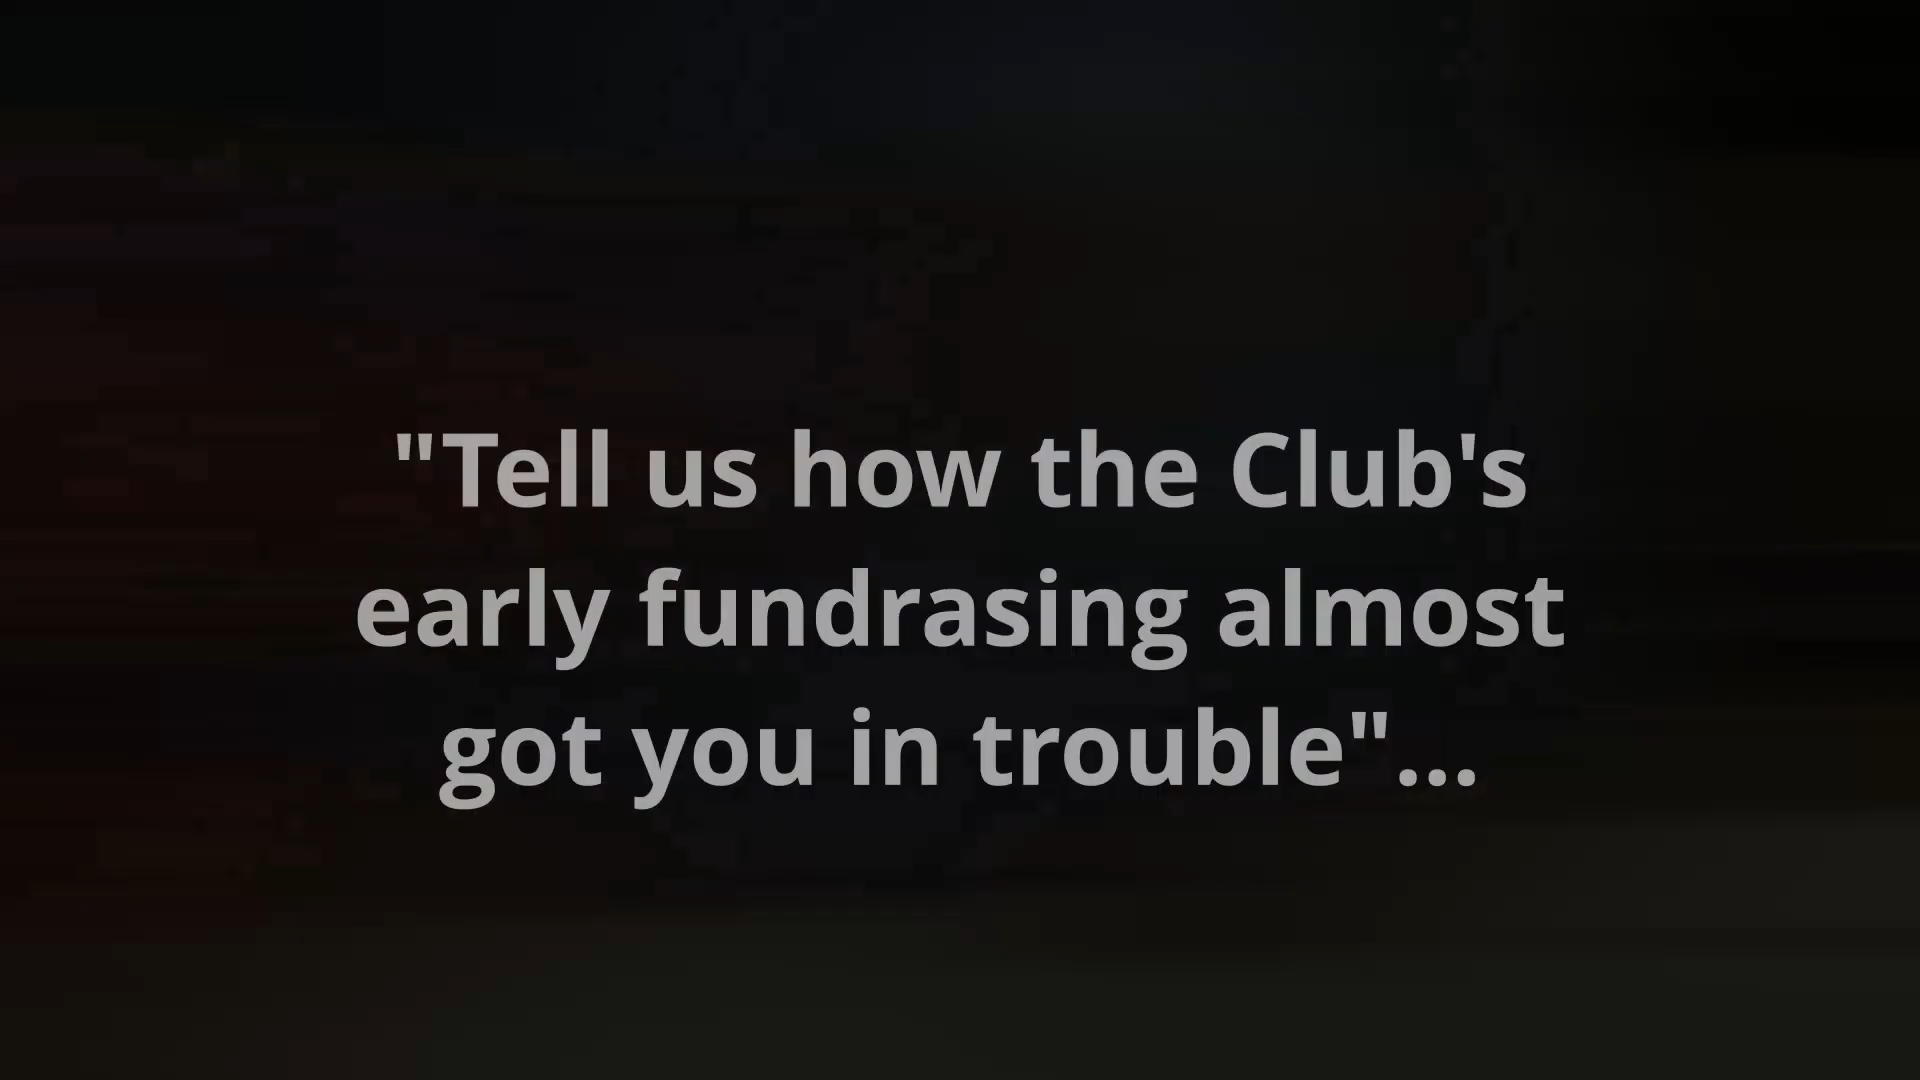 "Tell us how the Club's
early fundrasing almost
got you in trouble"...